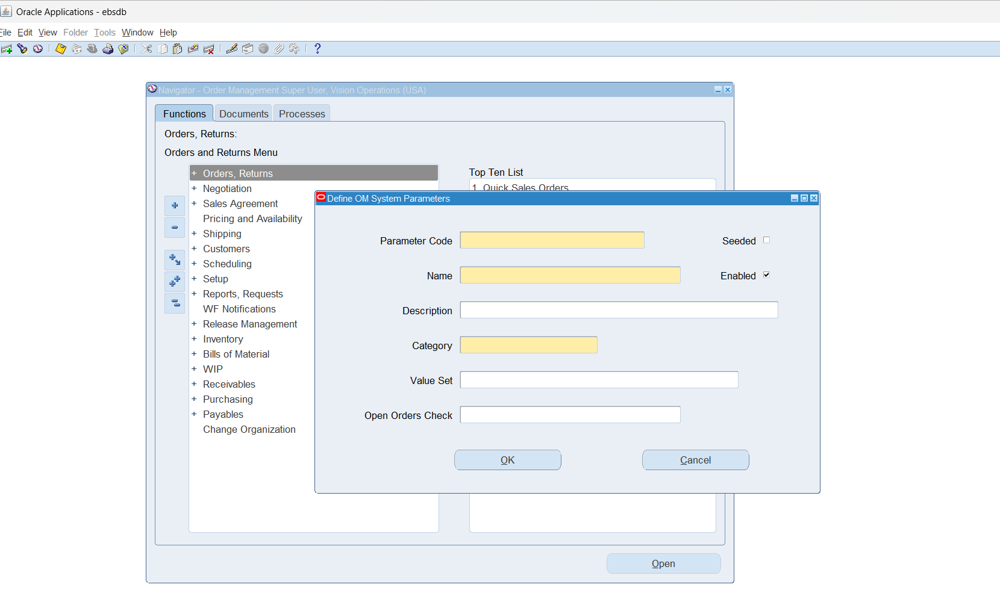 Oracle Applications - ebsdb
File Edit View Folder Tools Window Help
Navigator - Order Management Super User, Vision Operations (USA)
Functions Documents Processes
Orders, Returns:
Orders and Returns Menu
+ Orders, Returns
+ Negotiation
+ Sales Agreement
Pricing and Availability
+ Shipping
+ Customers
+ Scheduling
+ Setup
+ Reports, Requests
WF Notifications
+ Release Management
+ Inventory
+ Bills of Material
+ WIP
+ Receivables
+ Purchasing
+ Payables
Change Organization
Top Ten List
1. Quick Sales Orders
Define OM System Parameters
Parameter Code
Seeded
Name
Enabled
Description
Category
Value Set
Open Orders Check
OK
Cancel
Open